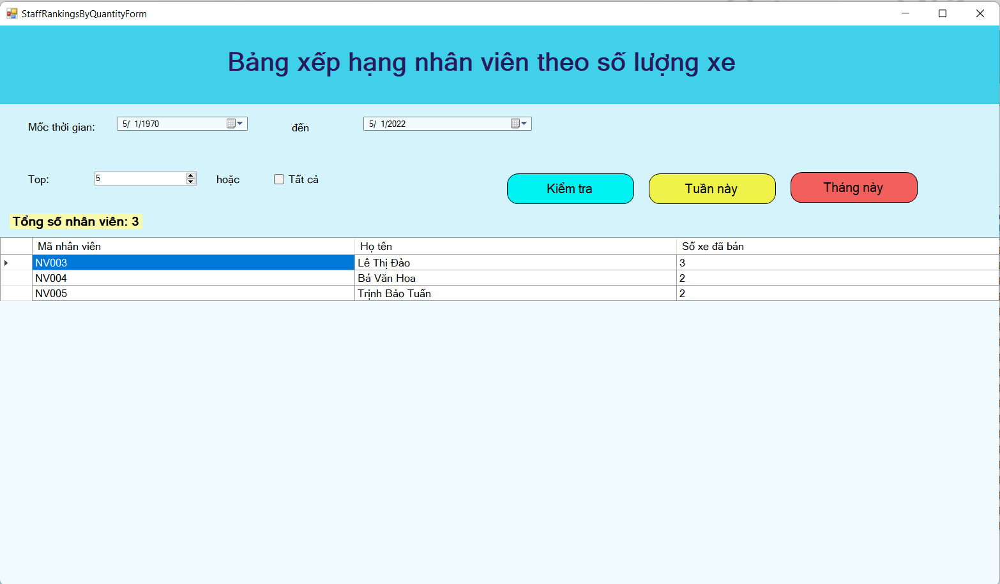 StaffRankingsByQuantityForm
Bảng xếp hạng nhân viên theo số lượng xe
Mốc thời gian: 5/ 1/1970 đến 5/ 1/2022
Top: 5 hoặc Tất cả Kiểm tra Tuần này Tháng này
Tổng số nhân viên: 3
Mã nhân viên Họ tên Số xe đã bán
NV003 Lê Thị Đào 3
NV004 Bá Văn Hoa 2
NV005 Trịnh Bảo Tuấn 2